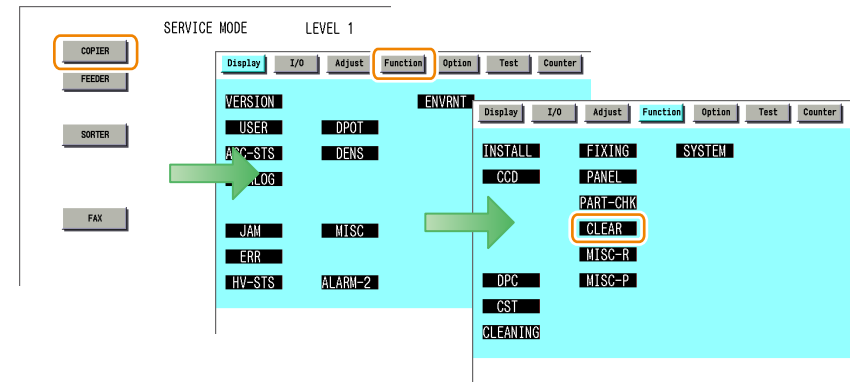 SERVICE MODE LEVEL 1
COPIER
FEEDER
SORTER
FAX
Display I/O Adjust Function Option Test Counter
VERSION ENVRNT
USER DPOT
DENS
JAM MISC
ERR
HV-STS ALARM-2
Display I/O Adjust Function Option Test Counter
INSTALL FIXING SYSTEM
CCD PANEL
PART-CHK
CLEAR
MISC-R
DPC MISC-P
CST
CLEANING